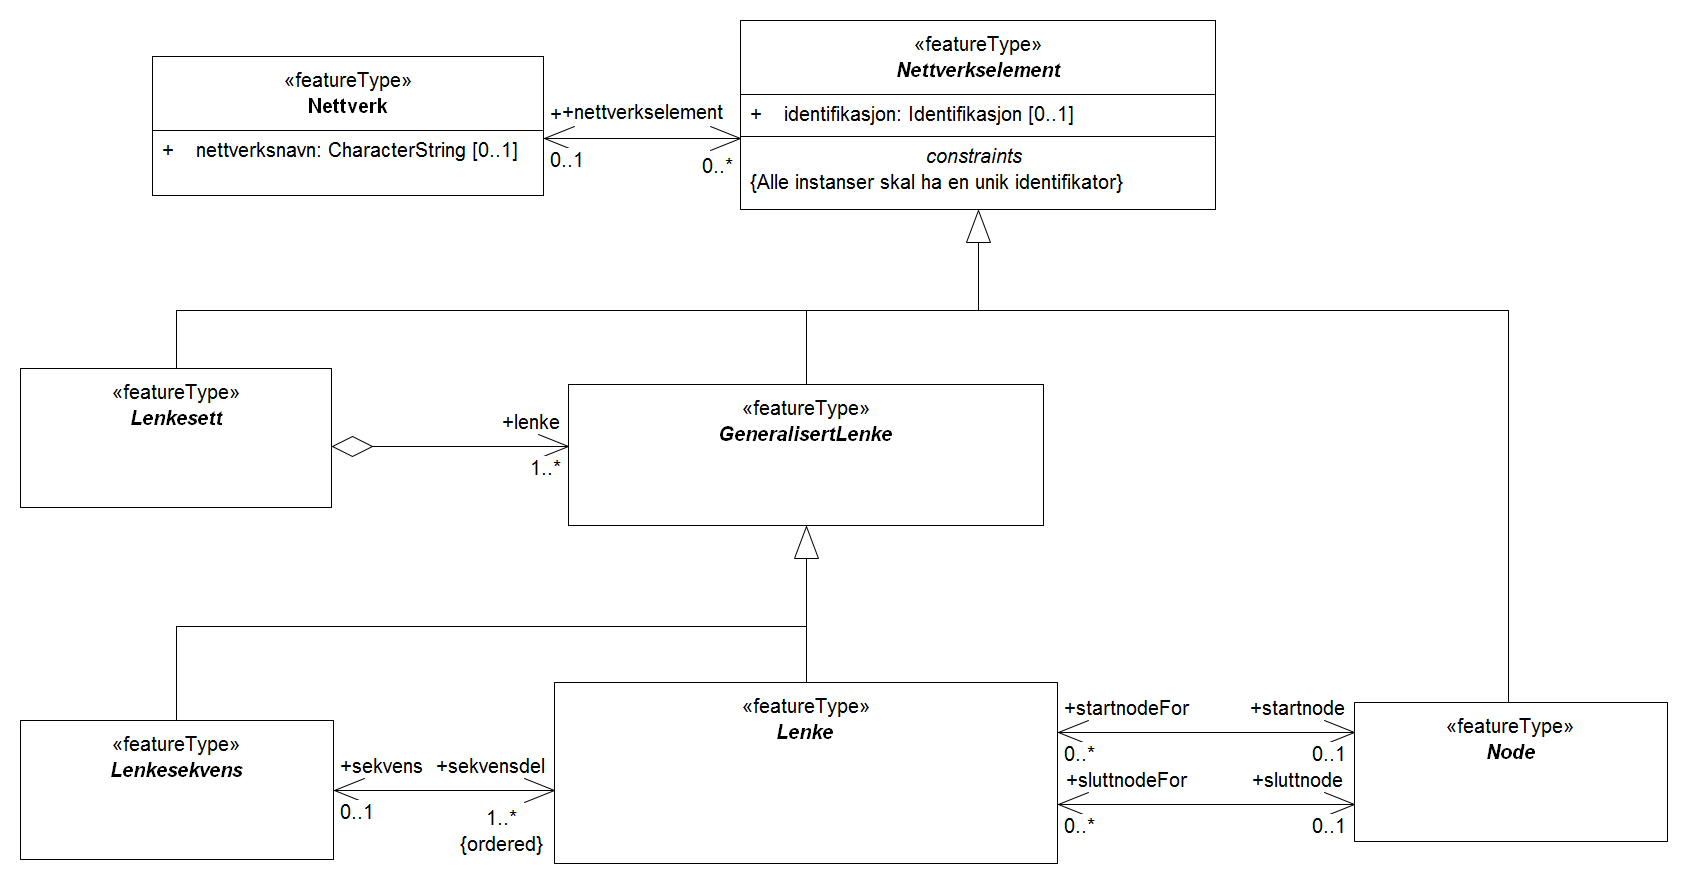 «featureType»
Nettverk
+ nettverksnavn: CharacterString [0..1]
++nettverkselement
0..1
0..*
«featureType»
Nettverkselement
+ identifikasjon: Identifikasjon [0..1]
constraints
{Alle instanser skal ha en unik identifikator}
«featureType»
Lenkesett
+lenke
1..*
«featureType»
GeneralisertLenke
«featureType»
Lenkesekvens
+sekvens
+sekvensdel
0..1
1..*
{ordered}
«featureType»
Lenke
+startnodeFor
+startnode
0..*
0..1
+sluttnodeFor
+sluttnode
0..*
0..1
«featureType»
Node